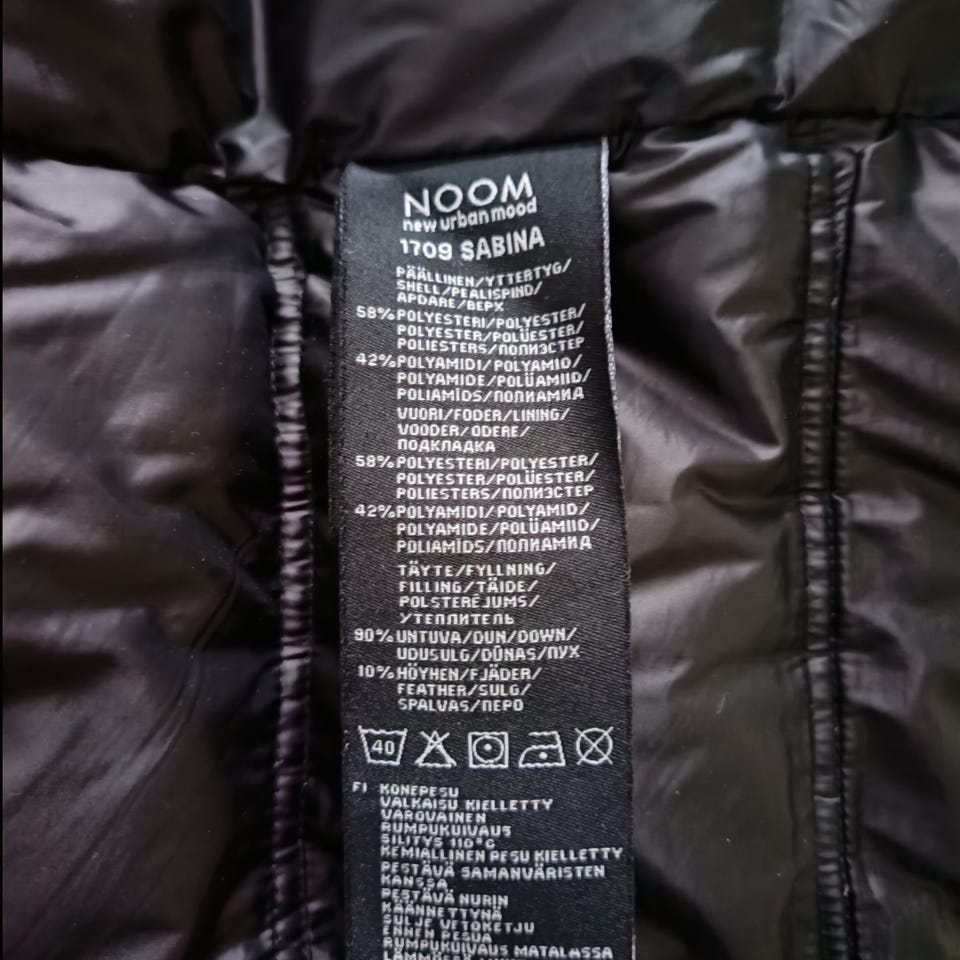 NOOM
new urban mood
1709 SABINA
PÄÄLLINEN/YTTERTYG/
SHELL/PEALISPIND/
APDARE/ВЕРХ
58% POLYESTERI/POLYESTER/
POLYESTER/POLÜESTER/
POLIESTERS/ПОЛИЭСТЕР
42% POLYAMIDI/POLYAMID/
POLYAMIDE/POLÜAMIID/
POLIAMĪDS/ПОЛИАМИД
VUORI/FODER/LINING/
VOODER/ODERE/
ПОДКЛАДКА
58% POLYESTERI/POLYESTER/
POLYESTER/POLÜESTER/
POLIESTERS/ПОЛИЭСТЕР
42% POLYAMIDI/POLYAMID/
POLYAMIDE/POLÜAMIID/
POLIAMĪDS/ПОЛИАМИД
TÄYTE/FYLLNING/
FILLING/TÄIDE/
POLSTERĒJUMS/
УТЕПЛИТЕЛЬ
90% UNTUVA/DUN/DOWN/
UDUSULG/DŪNAS/ПУХ
10% HÖYHEN/FJÄDER/
FEATHER/SULG/
SPALVAS/ПЕРО
40
FI KONEPESU
VALKAISU KIELLETTY
VAROVAINEN
RUMPUKUIVAUS
SILITYS 110°C
KEMIALLINEN PESU KIELLETTY
PESTÄVÄ SAMANVÄRISTEN
KANSSA
PESTÄVÄ NURIN
KÄÄNNETTYNÄ
SULJE VETOKETJU
ENNEN PESUA
RUMPUKUIVAUS MATALASSA
LÄMMÖSSÄ